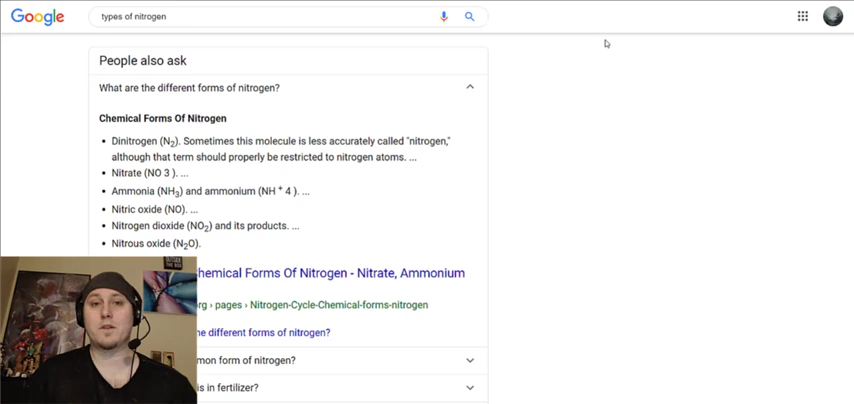 Google
types of nitrogen
People also ask
What are the different forms of nitrogen?
Chemical Forms Of Nitrogen
• Dinitrogen (N2). Sometimes this molecule is less accurately called "nitrogen,"
although that term should properly be restricted to nitrogen atoms. ...
• Nitrate (NO 3 ). ...
• Ammonia (NH3) and ammonium (NH + 4 ). ...
• Nitric oxide (NO). ...
• Nitrogen dioxide (NO2) and its products. ...
• Nitrous oxide (N2O).
hemical Forms Of Nitrogen - Nitrate, Ammonium
rg › pages › Nitrogen-Cycle-Chemical-forms-nitrogen
ne different forms of nitrogen?
mon form of nitrogen?
is in fertilizer?